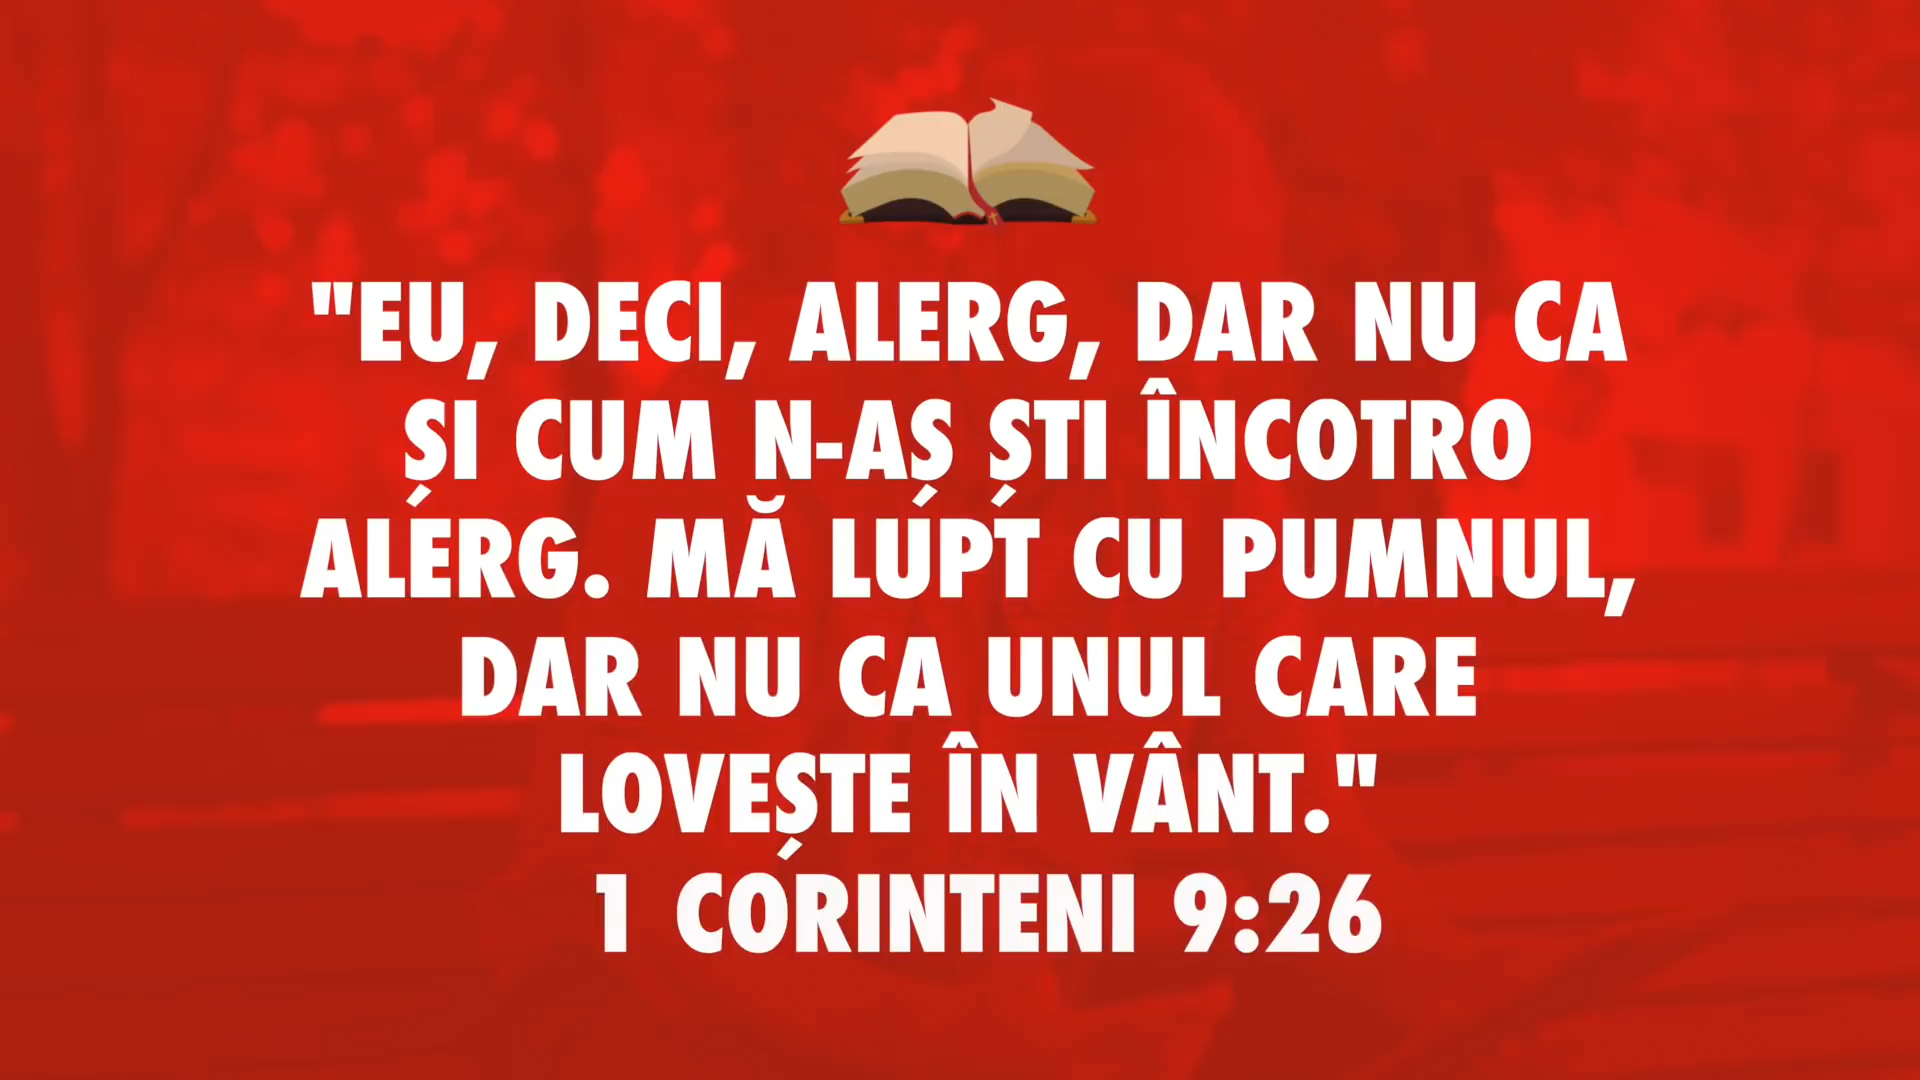 "EU, DECI, ALERG, DAR NU CA
ȘI CUM N-AȘ ȘTI ÎNCOTRO
ALERG. MĂ LUPT CU PUMNUL,
DAR NU CA UNUL CARE
LOVEȘTE ÎN VÂNT."
1 CORINTENI 9:26